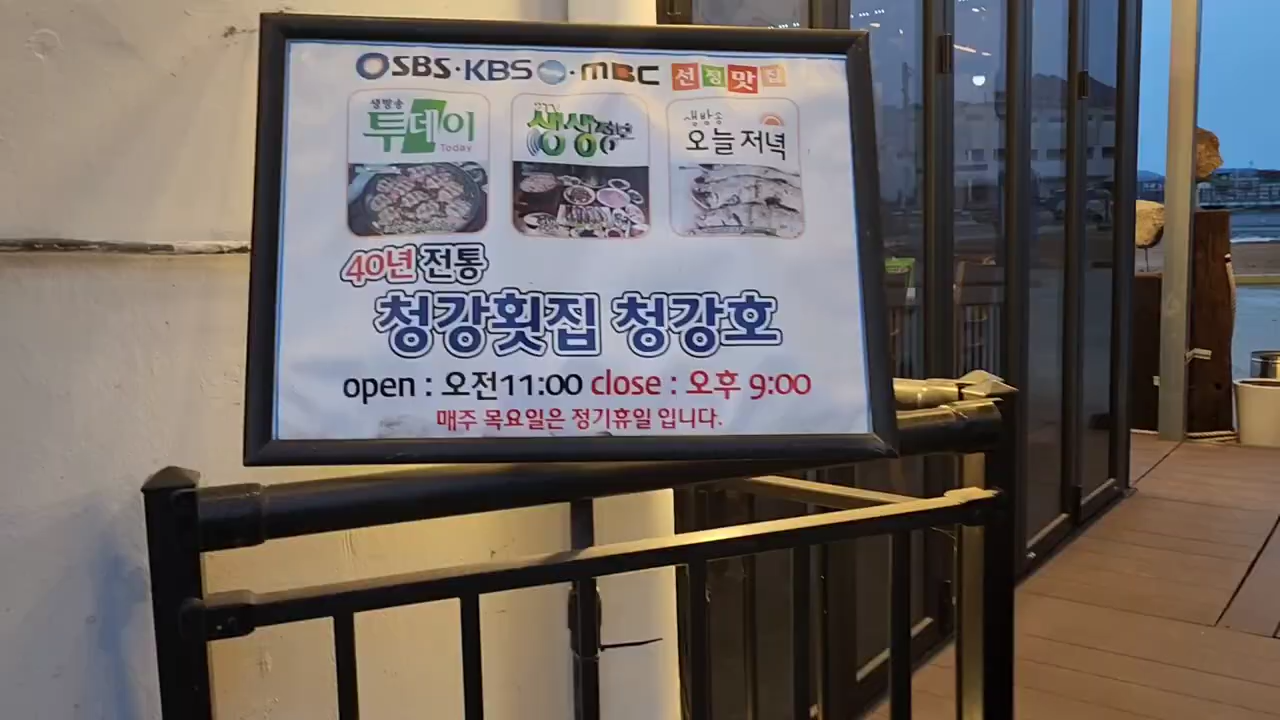 SBS·KBS·MBC 선정맛집
생방송 투데이 Today
생생정보
생방송 오늘저녁
40년 전통
청강횟집 청강호
open : 오전11:00 close : 오후 9:00
매주 목요일은 정기휴일 입니다.